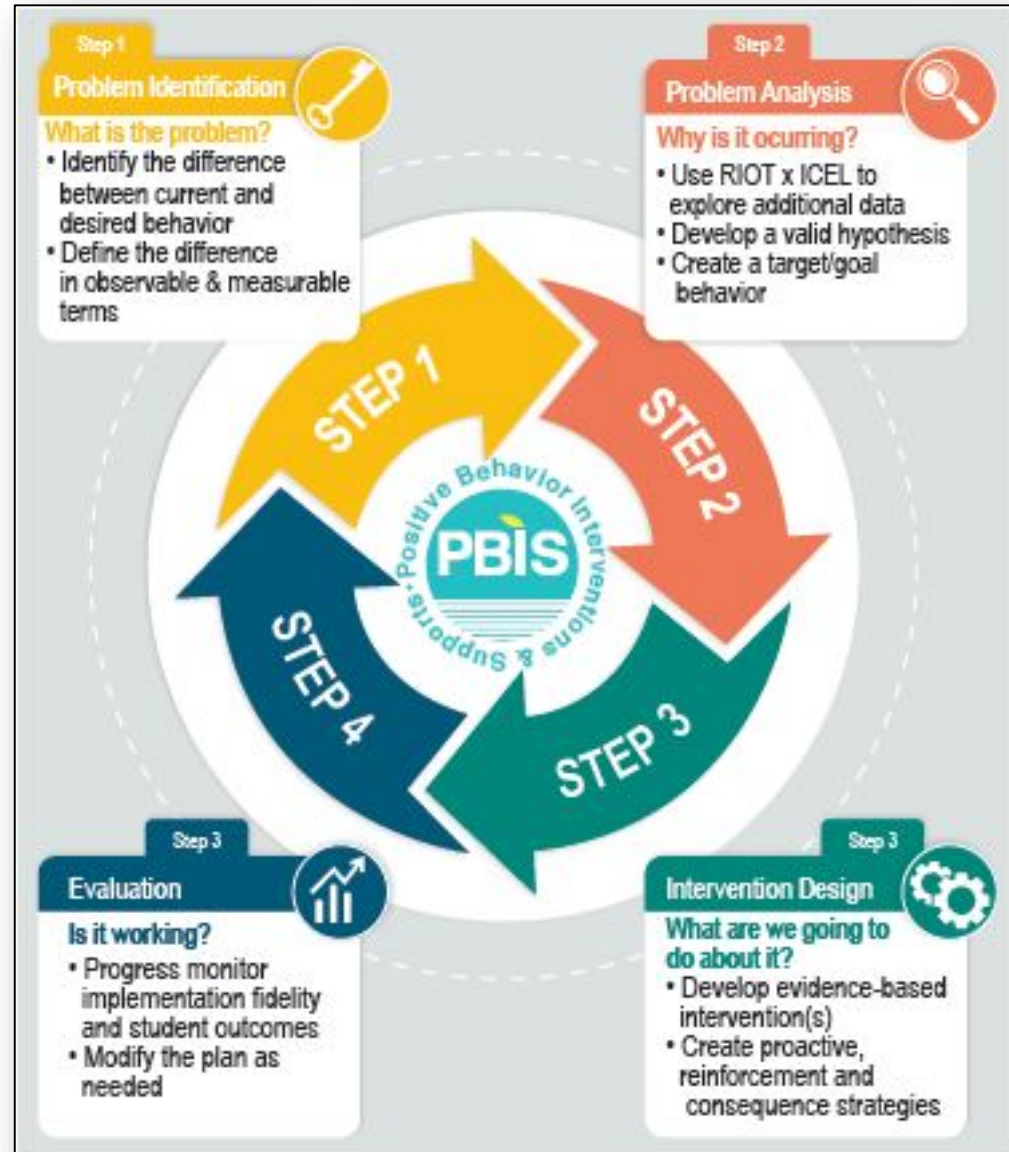 Step 1
Problem Identification
What is the problem?
• Identify the difference
between current and
desired behavior
• Define the difference
in observable & measurable
terms
Step 2
Problem Analysis
Why is it ocurring?
• Use RIOT x ICEL to
explore additional data
• Develop a valid hypothesis
• Create a target/goal
behavior
STEP 1
STEP 2
STEP 3
STEP 4
Positive Behavior Interventions & Supports •
PBIS
Step 3
Evaluation
Is it working?
• Progress monitor
implementation fidelity
and student outcomes
• Modify the plan as
needed
Step 3
Intervention Design
What are we going to
do about it?
• Develop evidence-based
intervention(s)
• Create proactive,
reinforcement and
consequence strategies